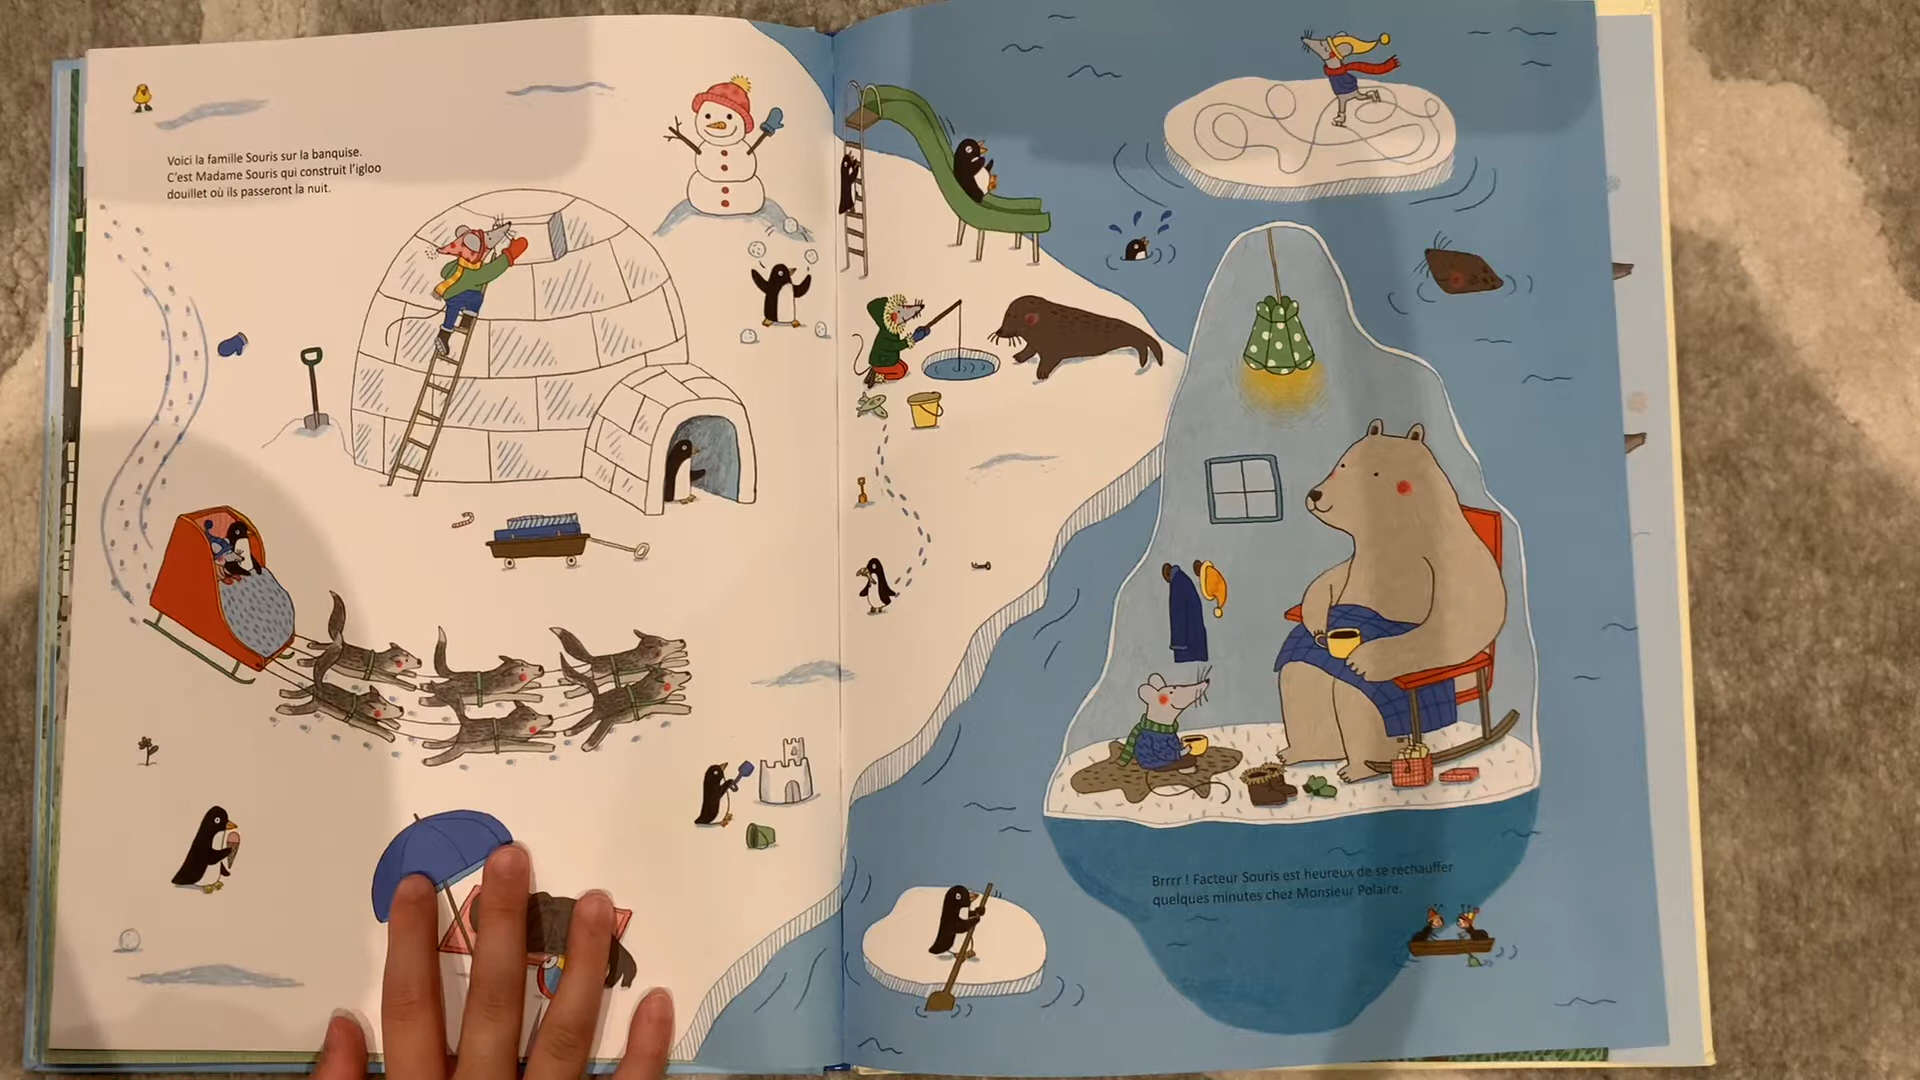 Voici la famille Souris sur la banquise.
C'est Madame Souris qui construit l'igloo
douillet où ils passeront la nuit.
Brrrr ! Facteur Souris est heureux de se réchauffer
quelques minutes chez Monsieur Polaire.